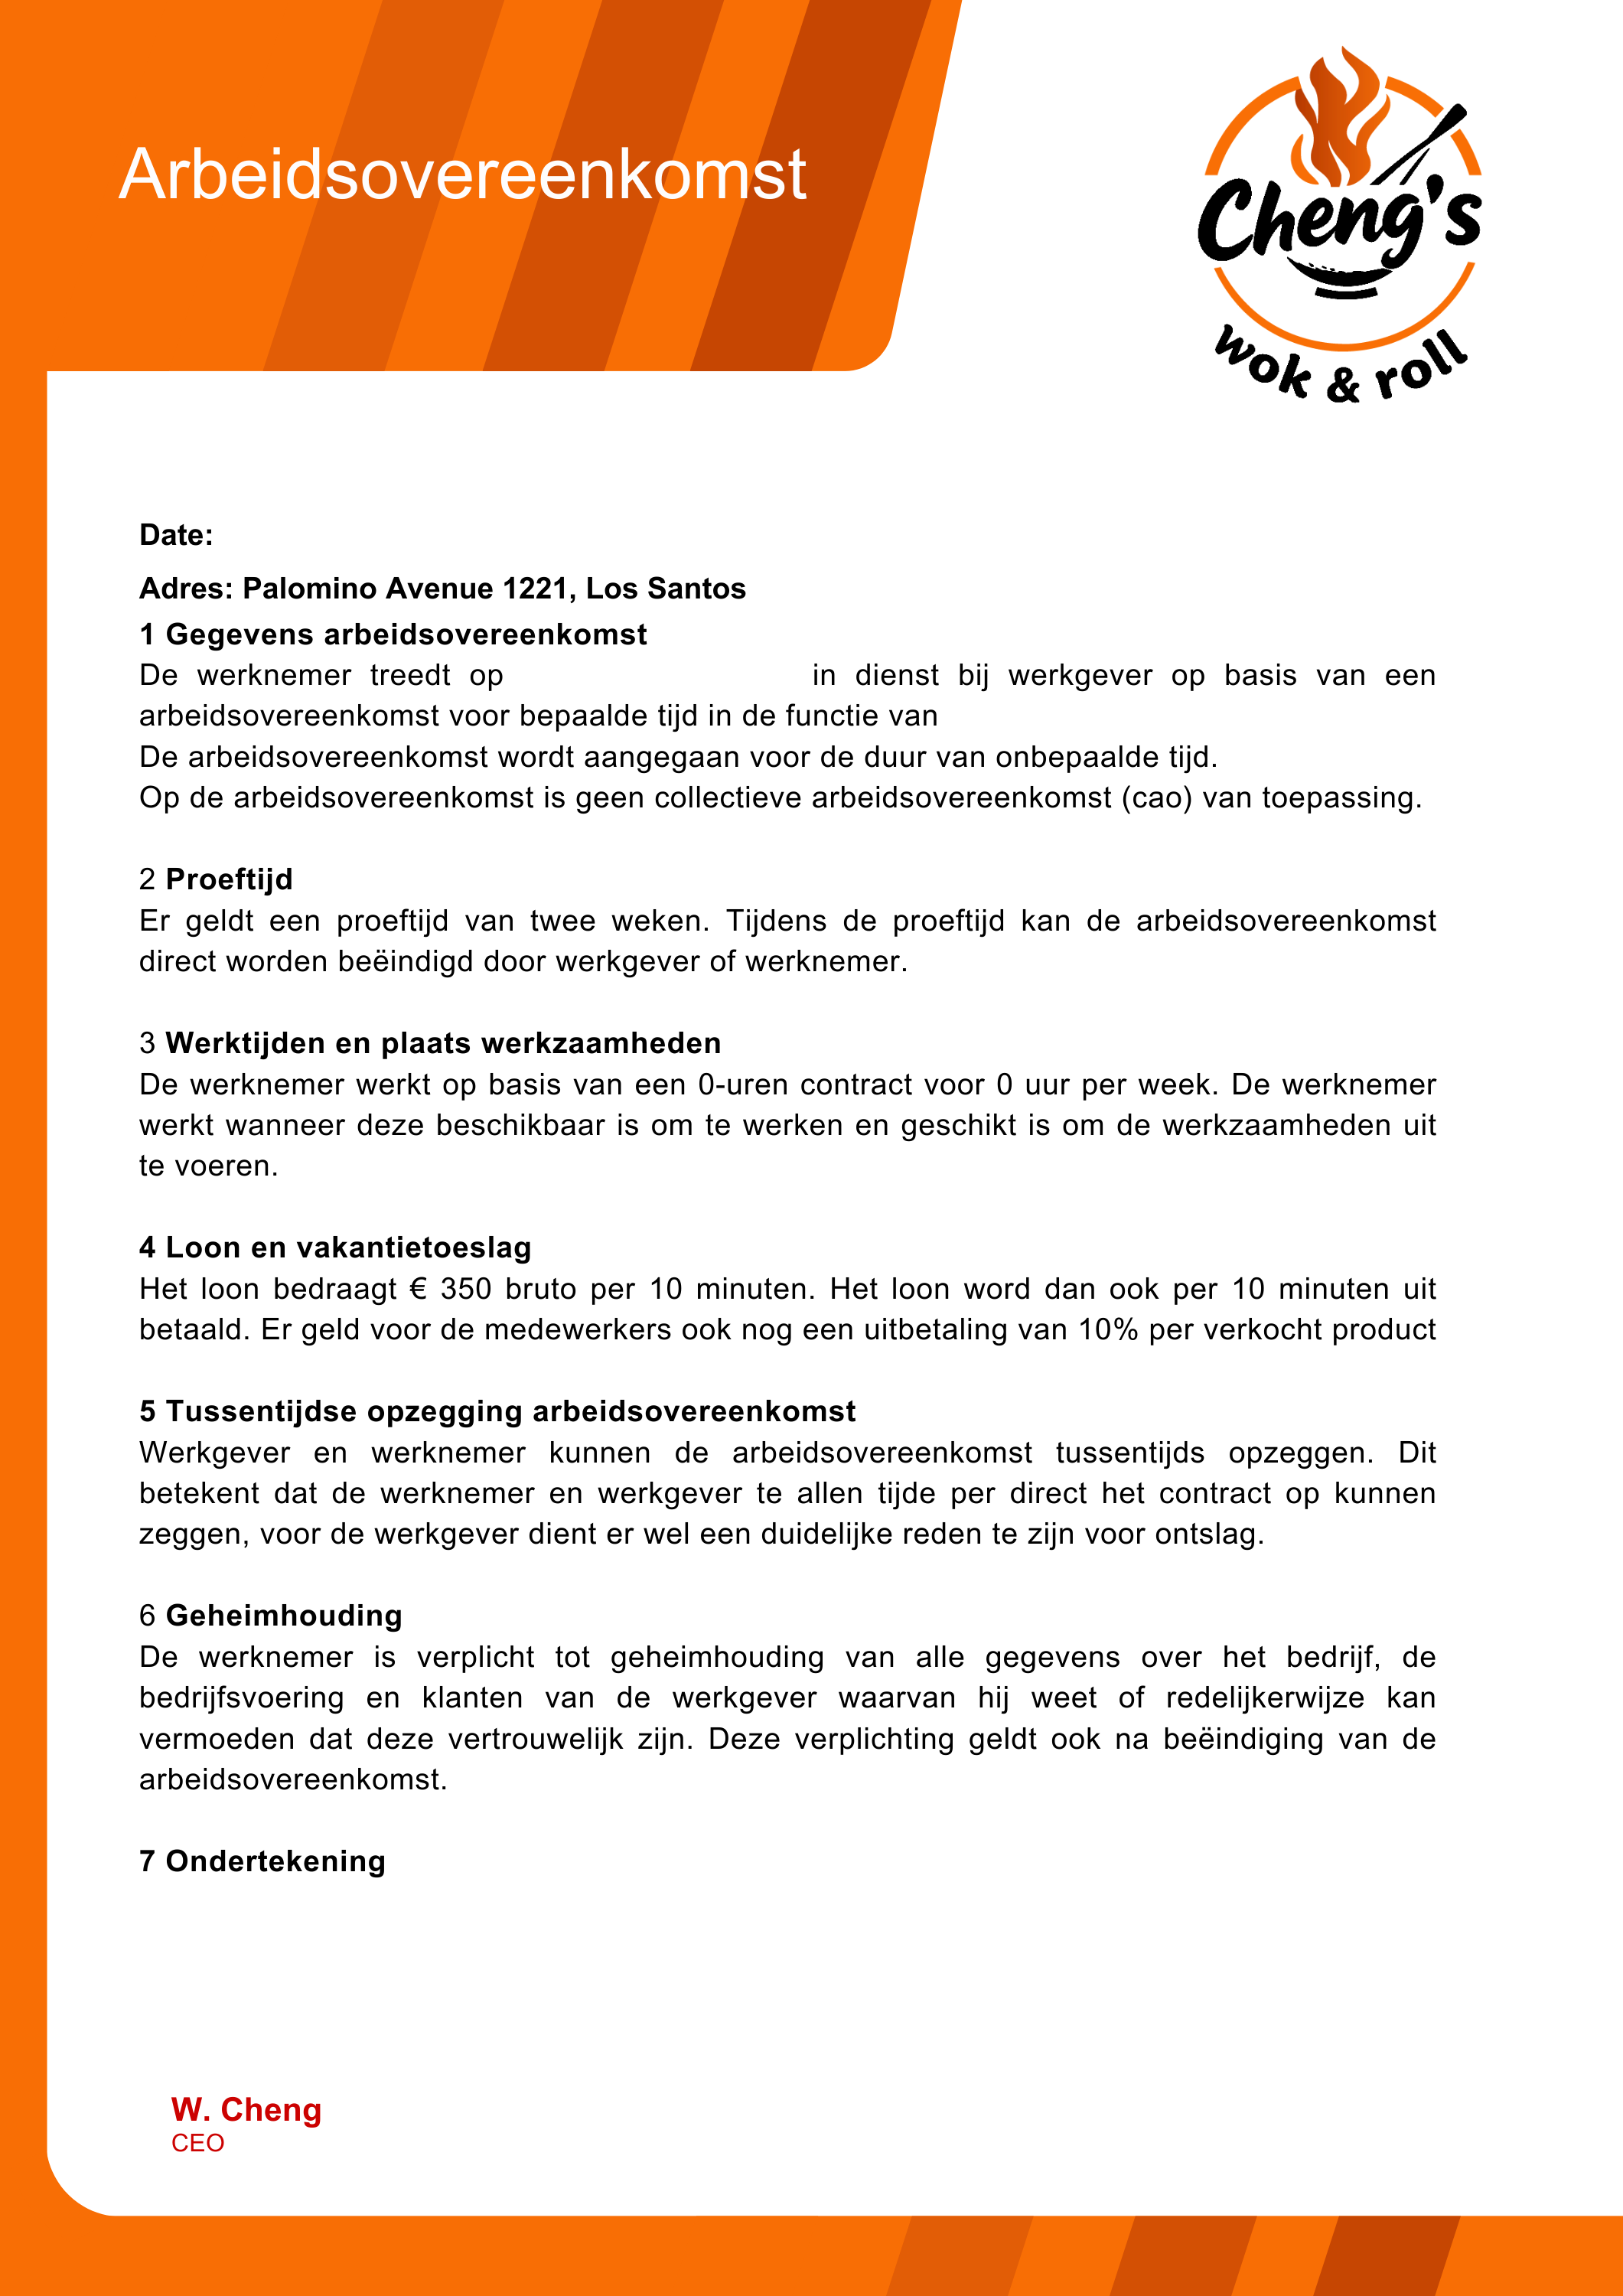 Arbeidsovereenkomst
Cheng's
wok & roll
Date:
Adres: Palomino Avenue 1221, Los Santos
1 Gegevens arbeidsovereenkomst
De werknemer treedt op in dienst bij werkgever op basis van een
arbeidsovereenkomst voor bepaalde tijd in de functie van
De arbeidsovereenkomst wordt aangegaan voor de duur van onbepaalde tijd.
Op de arbeidsovereenkomst is geen collectieve arbeidsovereenkomst (cao) van toepassing.
2 Proeftijd
Er geldt een proeftijd van twee weken. Tijdens de proeftijd kan de arbeidsovereenkomst
direct worden beëindigd door werkgever of werknemer.
3 Werktijden en plaats werkzaamheden
De werknemer werkt op basis van een 0-uren contract voor 0 uur per week. De werknemer
werkt wanneer deze beschikbaar is om te werken en geschikt is om de werkzaamheden uit
te voeren.
4 Loon en vakantietoeslag
Het loon bedraagt € 350 bruto per 10 minuten. Het loon word dan ook per 10 minuten uit
betaald. Er geld voor de medewerkers ook nog een uitbetaling van 10% per verkocht product
5 Tussentijdse opzegging arbeidsovereenkomst
Werkgever en werknemer kunnen de arbeidsovereenkomst tussentijds opzeggen. Dit
betekent dat de werknemer en werkgever te allen tijde per direct het contract op kunnen
zeggen, voor de werkgever dient er wel een duidelijke reden te zijn voor ontslag.
6 Geheimhouding
De werknemer is verplicht tot geheimhouding van alle gegevens over het bedrijf, de
bedrijfsvoering en klanten van de werkgever waarvan hij weet of redelijkerwijze kan
vermoeden dat deze vertrouwelijk zijn. Deze verplichting geldt ook na beëindiging van de
arbeidsovereenkomst.
7 Ondertekening
W. Cheng
CEO